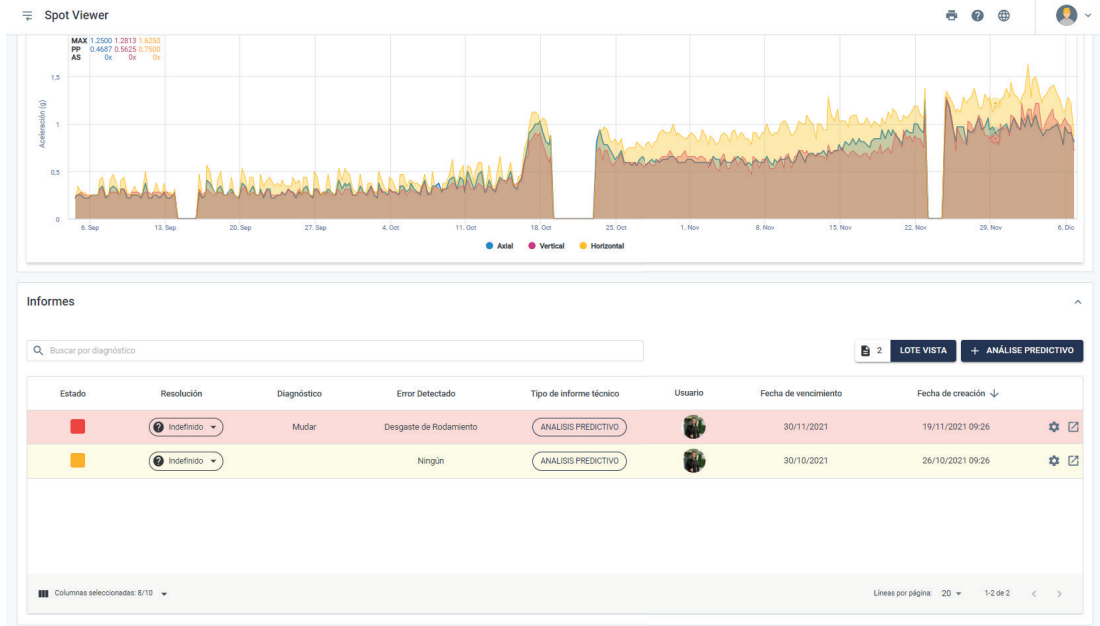 Spot Viewer
MAX 1.2500 1.2813 1.6250
PP 0.4687 0.5625 0.7500
AS 0x 0x 0x
Aceleración (g)
1,5
1
0,5
0
6. Sep 13. Sep 20. Sep 27. Sep 4. Oct 11. Oct 18. Oct 25. Oct 1. Nov 8. Nov 15. Nov 22. Nov 29. Nov 6. Dic
Axial Vertical Horizontal
Informes
Buscar por diagnóstico
2 LOTE VISTA + ANÁLISE PREDICTIVO
Estado Resolución Diagnóstico Error Detectado Tipo de informe técnico Usuario Fecha de vencimiento Fecha de creación
Indefinido Mudar Desgaste de Rodamiento ANALISIS PREDICTIVO 30/11/2021 19/11/2021 09:26
Indefinido Ningún ANALISIS PREDICTIVO 30/10/2021 26/10/2021 09:26
Columnas seleccionadas: 8/10 Líneas por página: 20 1-2 de 2